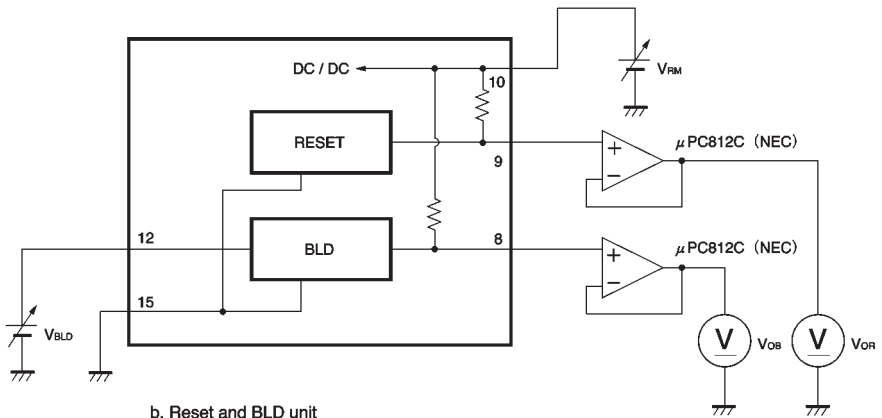 DC / DC
10
VRM
RESET
9
μPC812C (NEC)
12
BLD
8
μPC812C (NEC)
15
VBLD
V
VOB
V
VOR
b. Reset and BLD unit